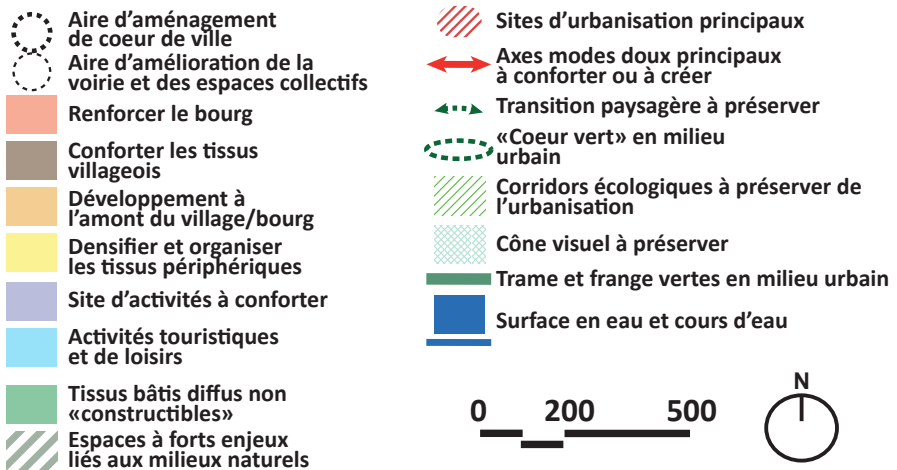 Aire d'aménagement
de coeur de ville
Aire d'amélioration de la
voirie et des espaces collectifs
Renforcer le bourg
Conforter les tissus
villageois
Développement à
l'amont du village/bourg
Densifier et organiser
les tissus périphériques
Site d'activités à conforter
Activités touristiques
et de loisirs
Tissus bâtis diffus non
«constructibles»
Espaces à forts enjeux
liés aux milieux naturels
Sites d'urbanisation principaux
Axes modes doux principaux
à conforter ou à créer
Transition paysagère à préserver
«Coeur vert» en milieu
urbain
Corridors écologiques à préserver de
l'urbanisation
Cône visuel à préserver
Trame et frange vertes en milieu urbain
Surface en eau et cours d'eau
0 200 500
N